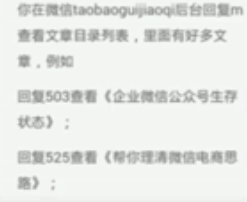 你在微信taobaoguijiaoqi后台回复m
查看文章目录列表，里面有好多文
章，例如
回复503查看《企业微信公众号生存
状态》；
回复525查看《帮你理清微信电商思
路》；